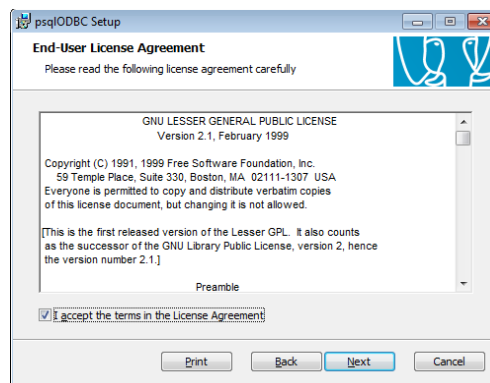 psqlODBC Setup
End-User License Agreement
Please read the following license agreement carefully
GNU LESSER GENERAL PUBLIC LICENSE
Version 2.1, February 1999
Copyright (C) 1991, 1999 Free Software Foundation, Inc.
59 Temple Place, Suite 330, Boston, MA  02111-1307  USA
Everyone is permitted to copy and distribute verbatim copies
of this license document, but changing it is not allowed.
[This is the first released version of the Lesser GPL.  It also counts
as the successor of the GNU Library Public License, version 2, hence
the version number 2.1.]
Preamble
I accept the terms in the License Agreement
Print Back Next Cancel